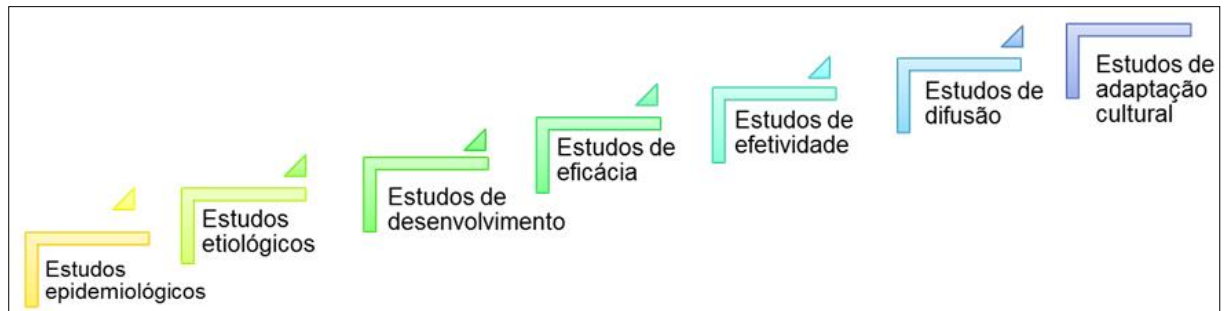 Estudos
epidemiológicos
Estudos
etiológicos
Estudos de
desenvolvimento
Estudos de
eficácia
Estudos de
efetividade
Estudos de
difusão
Estudos de
adaptação
cultural